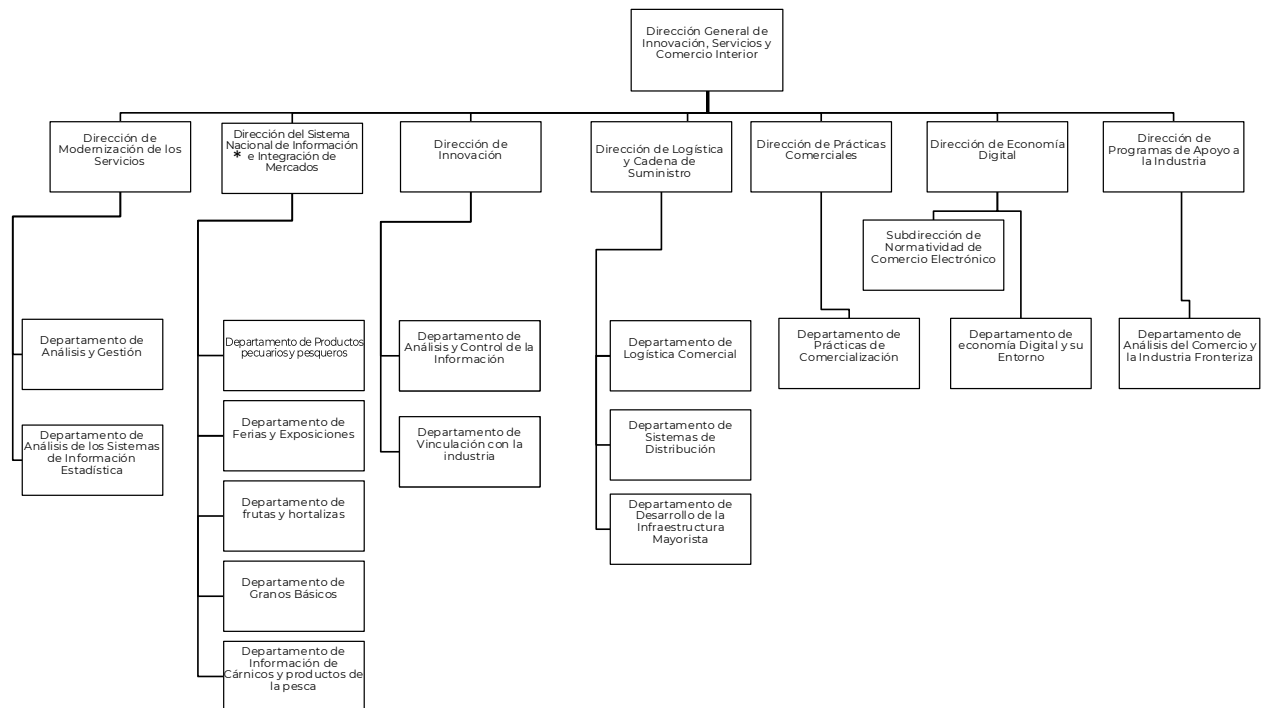 Dirección General de
Innovación, Servicios y
Comercio Interior
Dirección de
Modernización de los
Servicios
Dirección del Sistema
Nacional de Información
* e Integración de
Mercados
Dirección de
Innovación
Dirección de Logística
y Cadena de
Suministro
Dirección de Prácticas
Comerciales
Dirección de Economía
Digital
Dirección de
Programas de Apoyo a
la Industria
Subdirección de
Normatividad de
Comercio Electrónico
Departamento de
Análisis y Gestión
Departamento de Productos
pecuarios y pesqueros
Departamento de
Análisis y Control de la
Información
Departamento de
Logística Comercial
Departamento de
Prácticas de
Comercialización
Departamento de
economía Digital y su
Entorno
Departamento de
Análisis del Comercio y
la Industria Fronteriza
Departamento de
Análisis de los Sistemas
de Información
Estadística
Departamento de
Ferias y Exposiciones
Departamento de
Vinculación con la
industria
Departamento de
Sistemas de
Distribución
Departamento de
frutas y hortalizas
Departamento de
Desarrollo de la
Infraestructura
Mayorista
Departamento de
Granos Básicos
Departamento de
Información de
Cárnicos y productos de
la pesca